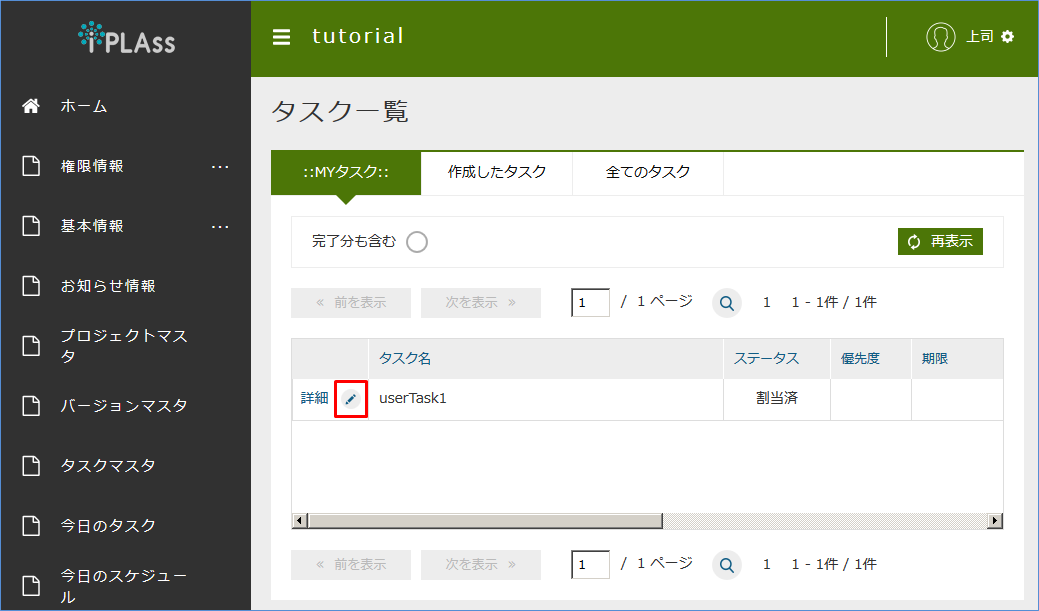 iPLAss
tutorial
上司
ホーム
権限情報 ...
基本情報 ...
お知らせ情報
プロジェクトマス
タ
バージョンマスタ
タスクマスタ
今日のタスク
今日のスケジュー
ル
タスク一覧
::MYタスク:: 作成したタスク 全てのタスク
完了分も含む 再表示
« 前を表示 次を表示 » 1 / 1 ページ 1 1 - 1件 / 1件
タスク名 ステータス 優先度 期限
詳細 userTask1 割当済
« 前を表示 次を表示 » 1 / 1 ページ 1 1 - 1件 / 1件